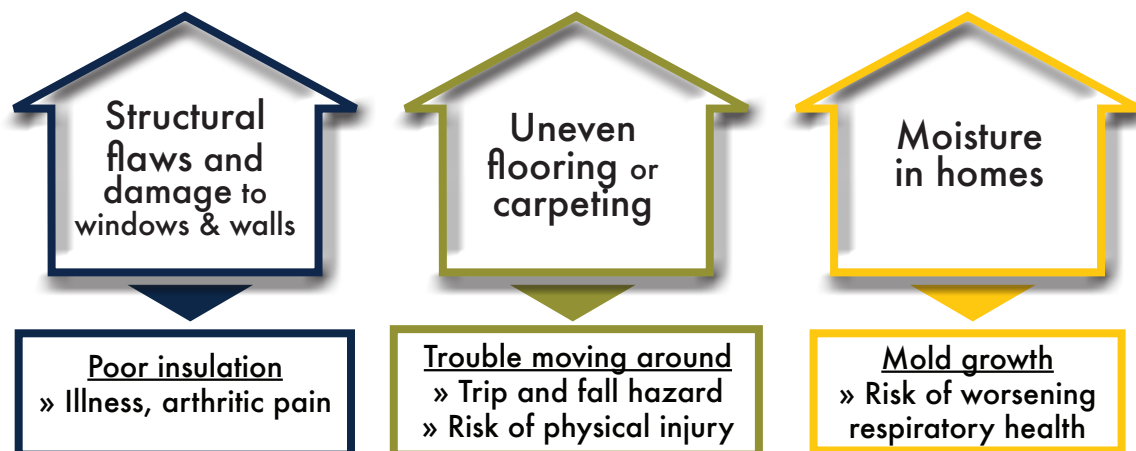 Structural
flaws and
damage to
windows & walls
Poor insulation
» Illness, arthritic pain
Uneven
flooring or
carpeting
Trouble moving around
» Trip and fall hazard
» Risk of physical injury
Moisture
in homes
Mold growth
» Risk of worsening
respiratory health